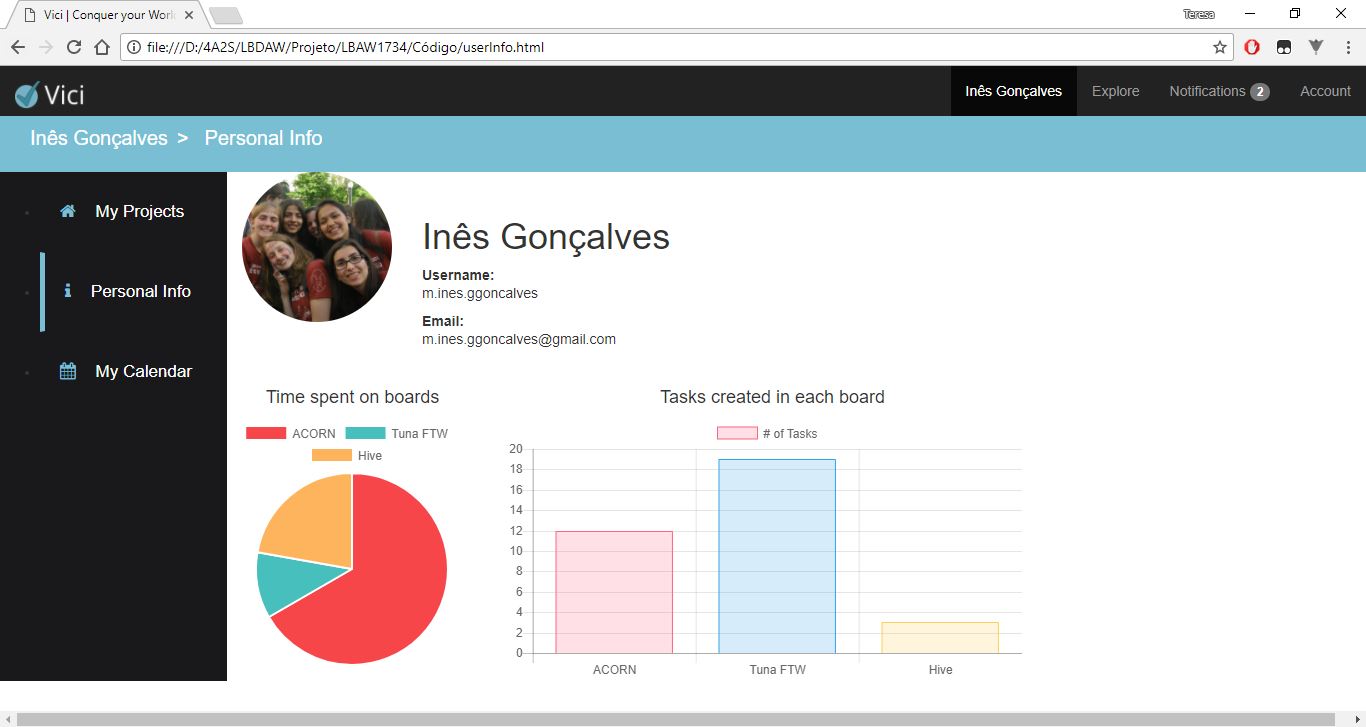 Vici | Conquer your Worl
Teresa
file:///D:/4A2S/LBDAW/Projeto/LBAW1734/Código/userInfo.html
Vici
Inês Gonçalves
Explore
Notifications 2
Account
Inês Gonçalves > Personal Info
My Projects
Personal Info
My Calendar
Inês Gonçalves
Username:
m.ines.ggoncalves
Email:
m.ines.ggoncalves@gmail.com
Time spent on boards
ACORN Tuna FTW
Hive
Tasks created in each board
# of Tasks
20
18
16
14
12
10
8
6
4
2
0
ACORN Tuna FTW Hive